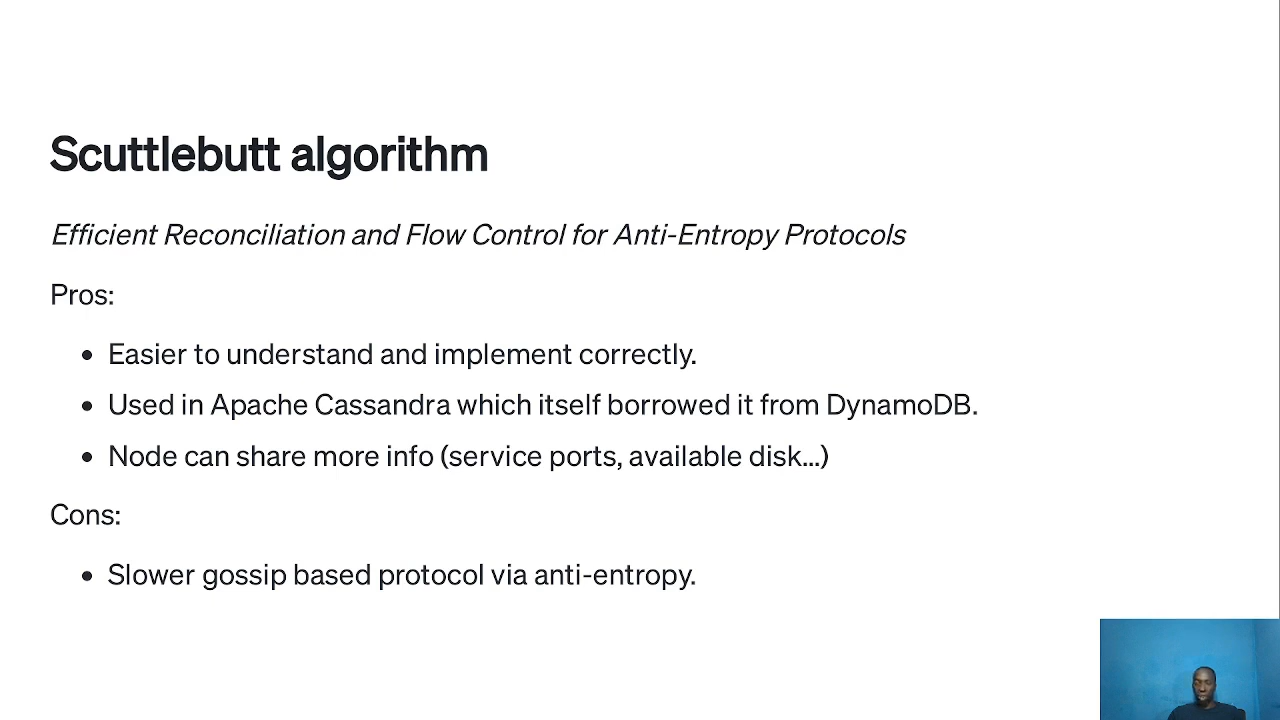 Scuttlebutt algorithm
Efficient Reconciliation and Flow Control for Anti-Entropy Protocols
Pros:
• Easier to understand and implement correctly.
• Used in Apache Cassandra which itself borrowed it from DynamoDB.
• Node can share more info (service ports, available disk...)
Cons:
• Slower gossip based protocol via anti-entropy.